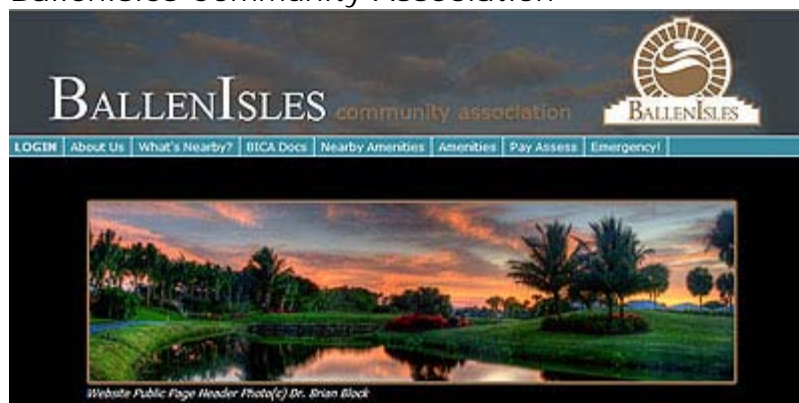 BallenIsles Community Association
BALLENISLES community association
BALLENISLES
LOGIN About Us What's Nearby? BICA Docs Nearby Amenities Amenities Pay Assess Emergency!
Website Public Page Header Photo(c) Dr. Brian Block